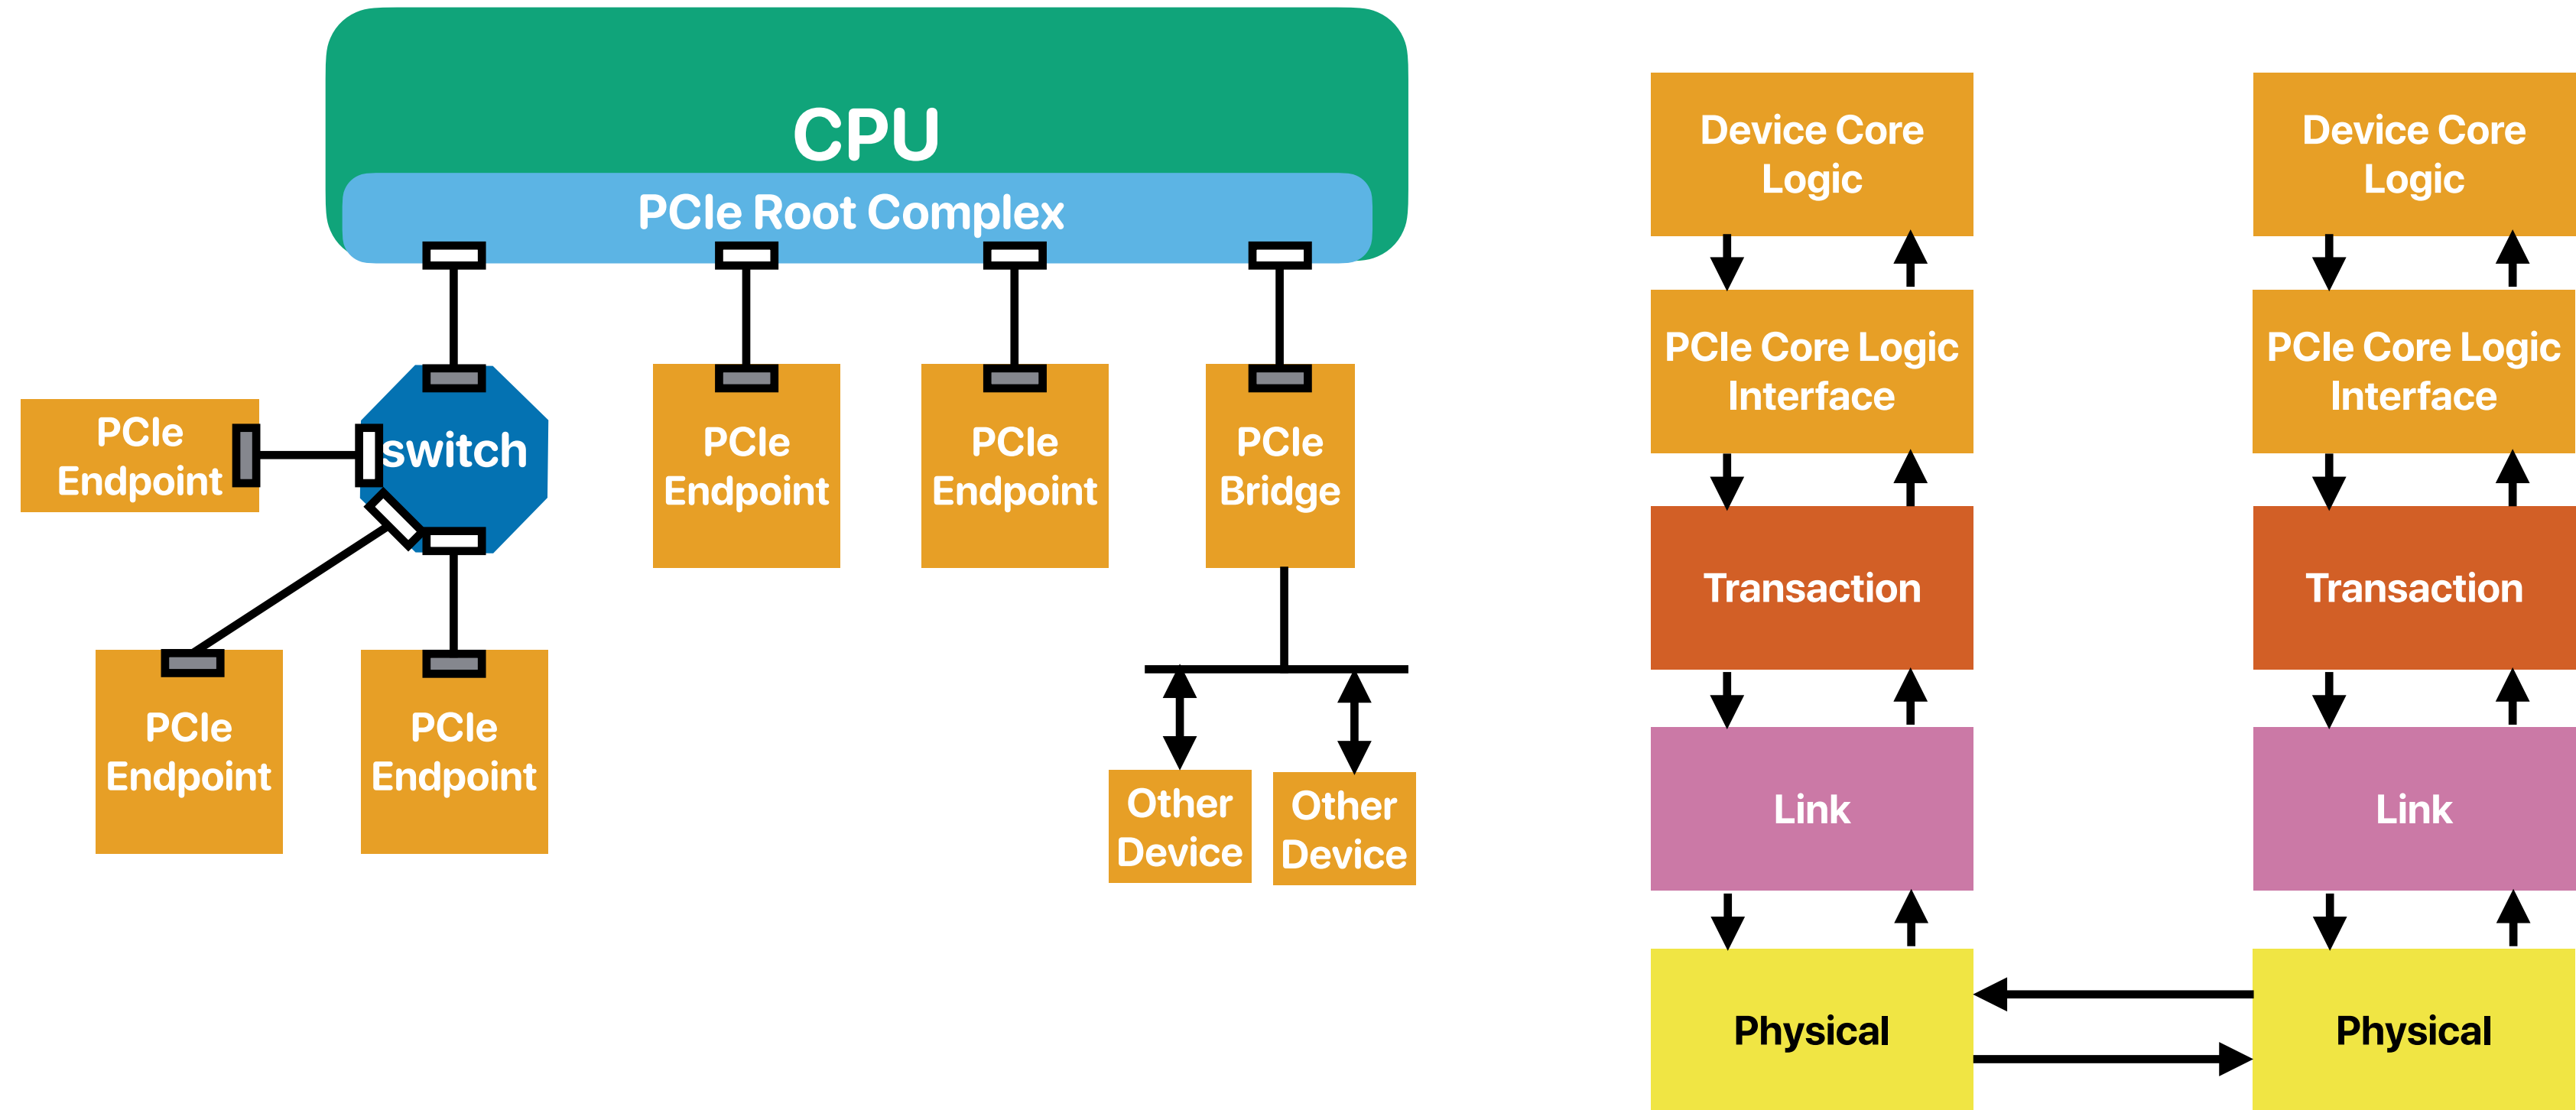 CPU
PCIe Root Complex
PCIe
Endpoint
switch
PCIe
Endpoint
PCIe
Endpoint
PCIe
Bridge
PCIe
Endpoint
PCIe
Endpoint
Other
Device
Other
Device
Device Core
Logic
PCIe Core Logic
Interface
Transaction
Link
Physical
Device Core
Logic
PCIe Core Logic
Interface
Transaction
Link
Physical